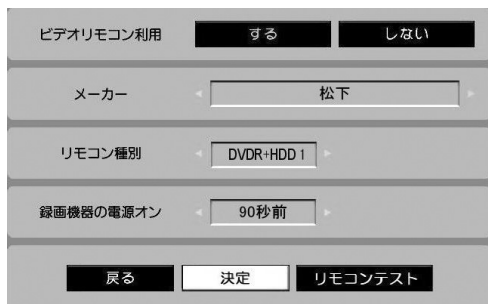 ビデオリモコン利用 する しない
メーカー 松下
リモコン種別 DVDR+HDD 1
録画機器の電源オン 90秒前
戻る 決定 リモコンテスト